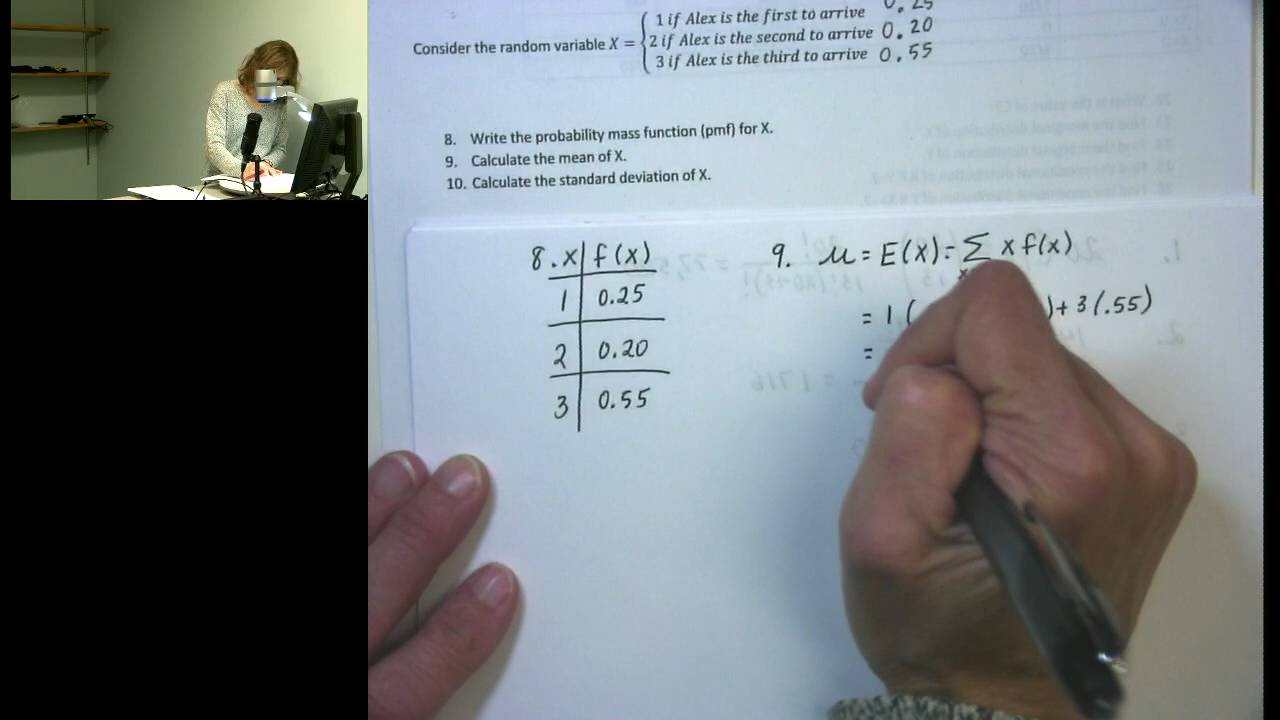 1 if Alex is the first to arrive 0.25
Consider the random variable X = 2 if Alex is the second to arrive 0.20
3 if Alex is the third to arrive 0.55
8. Write the probability mass function (pmf) for X.
9. Calculate the mean of X.
10. Calculate the standard deviation of X.
8. x f(x)
1 0.25
2 0.20
3 0.55
9. μ = E(X) = Σ x f(x)
x
= 1 ( ) + 3(.55)
=